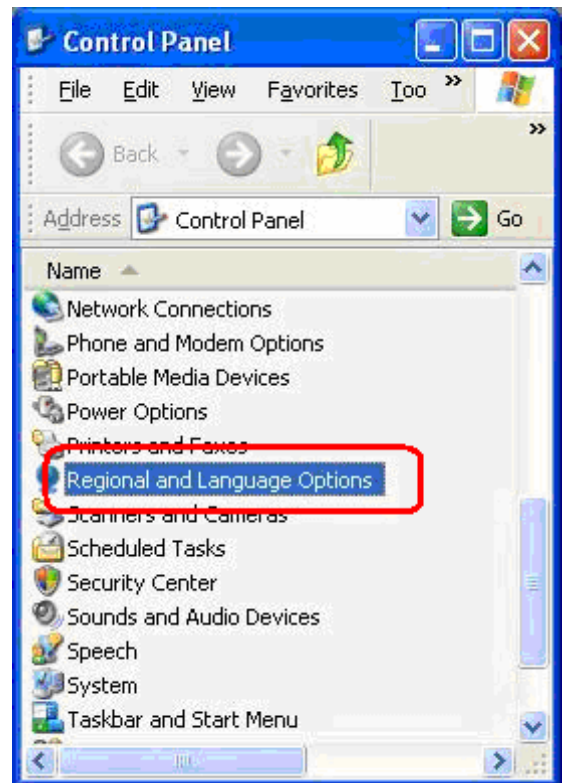 Control Panel
File Edit View Favorites Too »
Back »
Address Control Panel Go
Name
Network Connections
Phone and Modem Options
Portable Media Devices
Power Options
Printers and Faxes
Regional and Language Options
Scanners and Cameras
Scheduled Tasks
Security Center
Sounds and Audio Devices
Speech
System
Taskbar and Start Menu